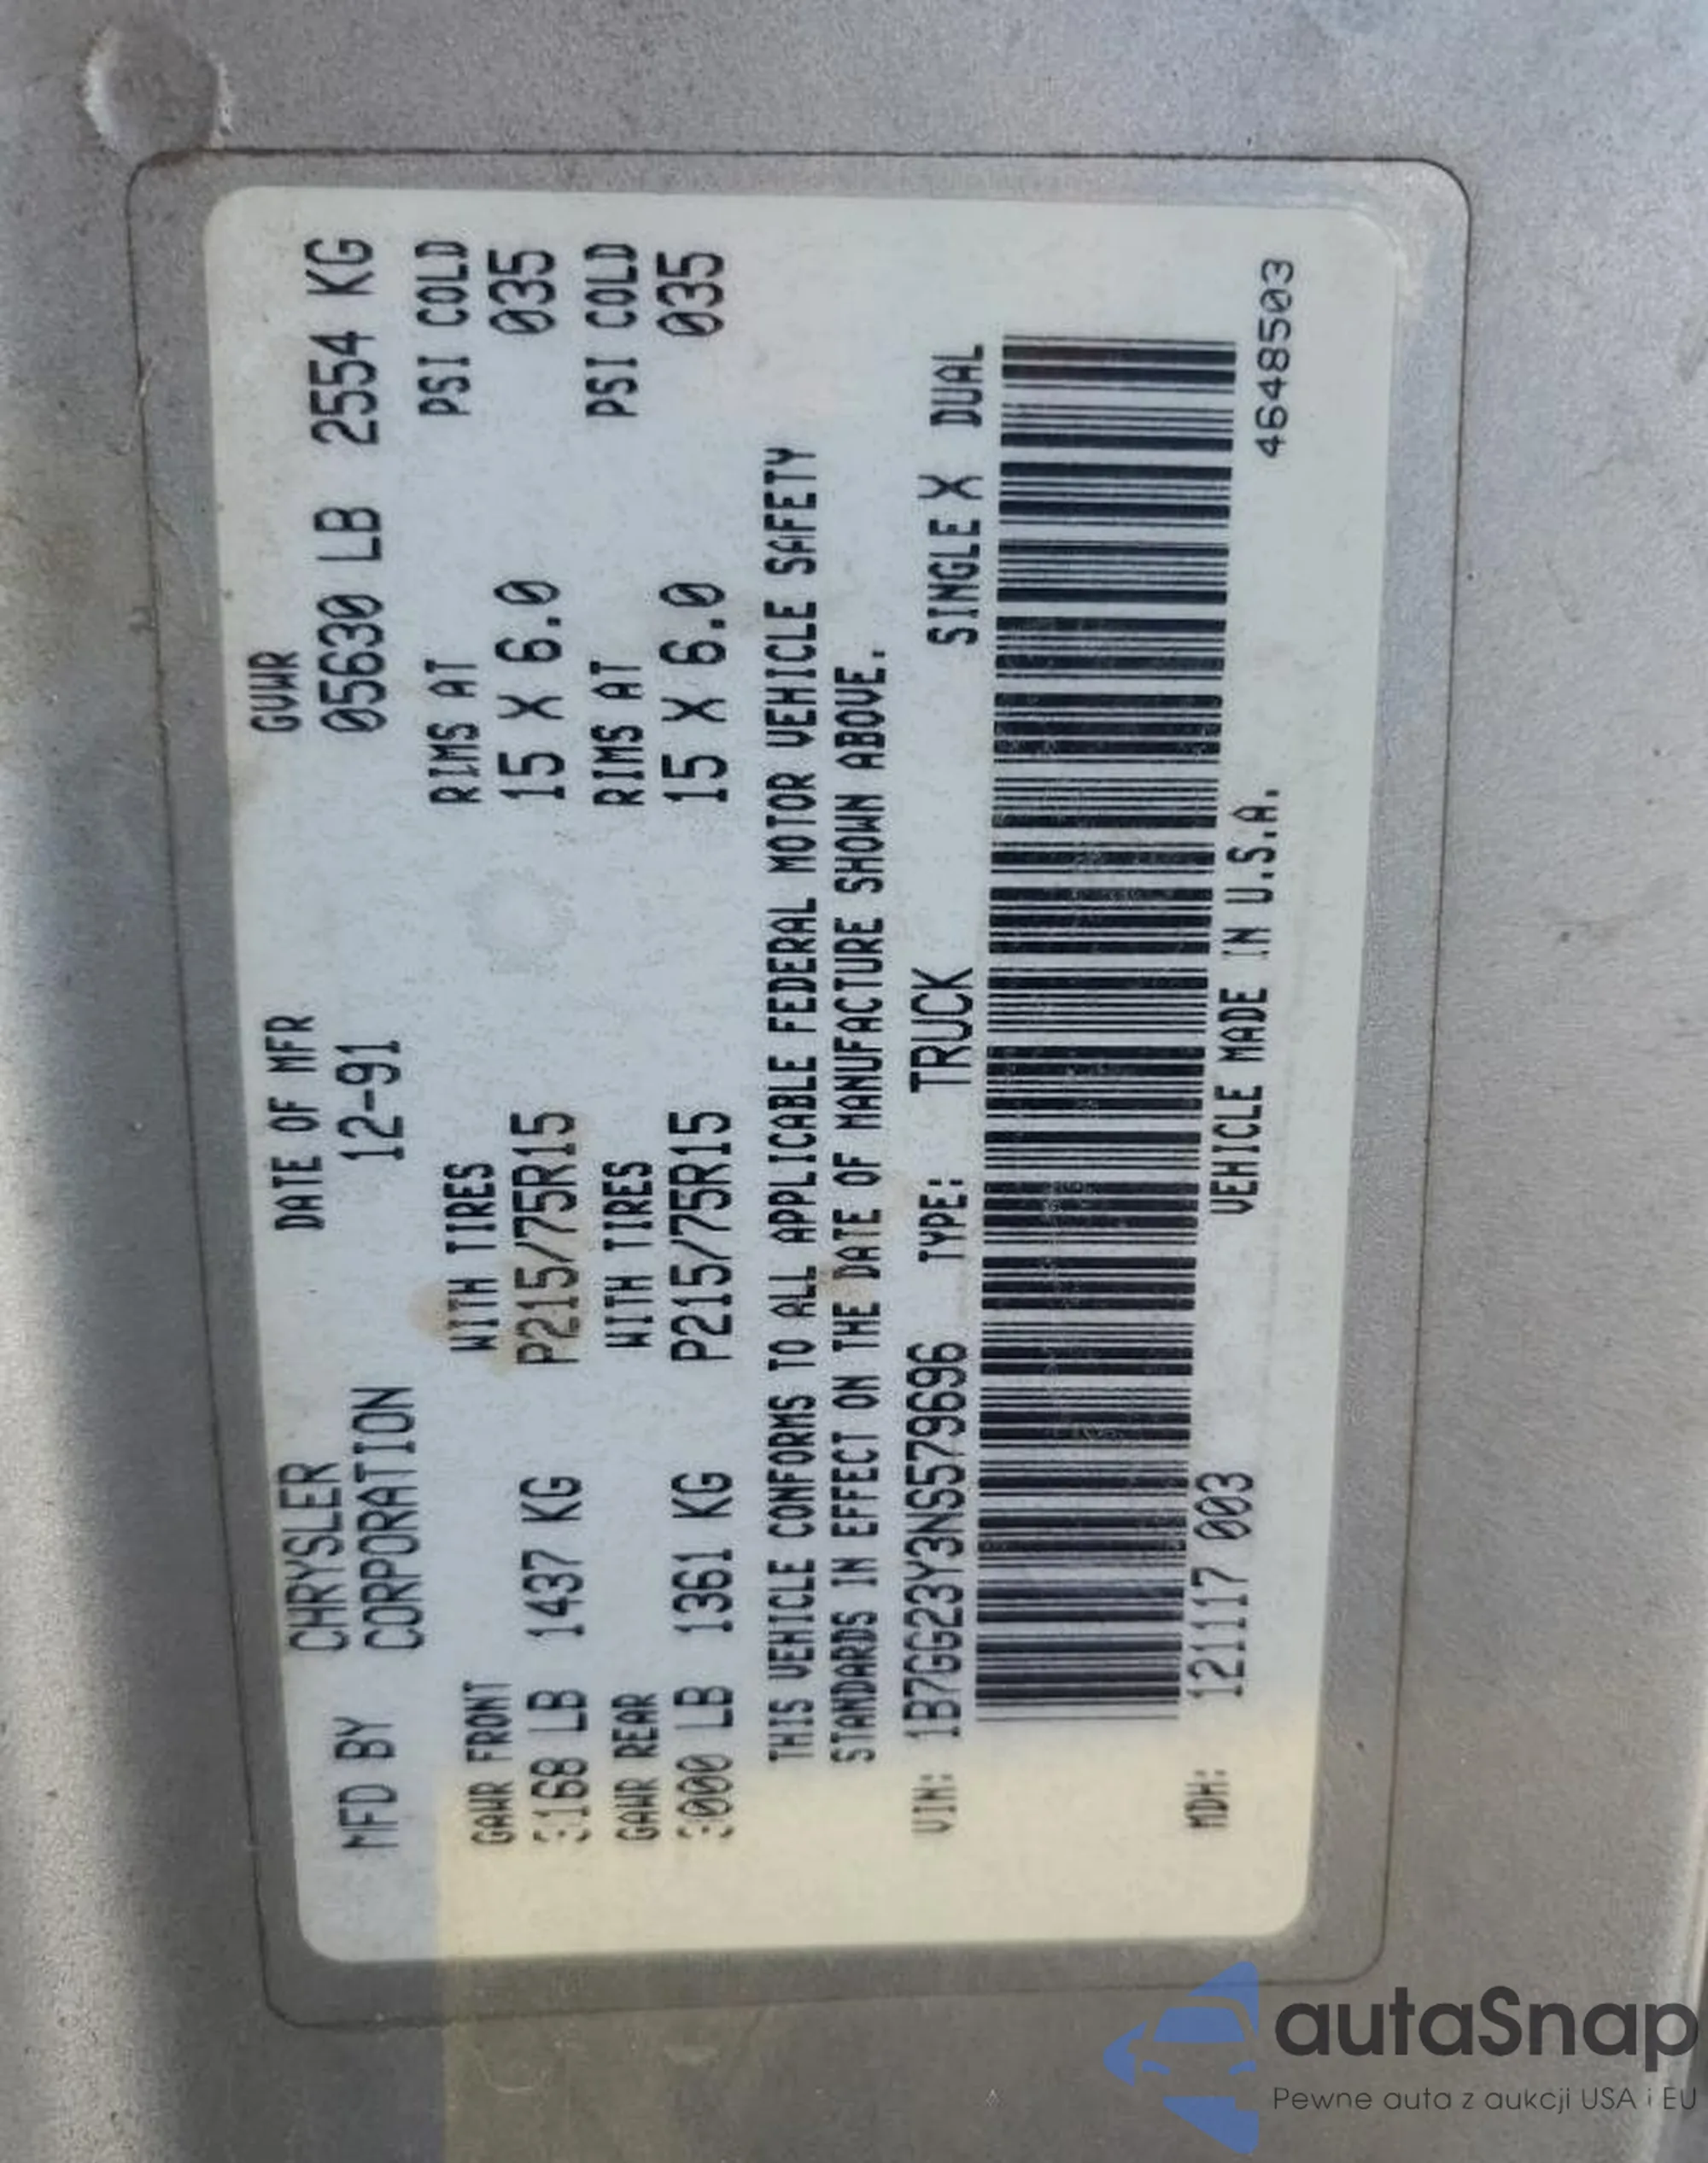 MFD BY CHRYSLER CORPORATION DATE OF MFR 12-91 GVWR 05630 LB 2554 KG
GAWR FRONT WITH TIRES RIMS AT PSI COLD
3168 LB 1437 KG P215/75R15 15 X 6.0 035
GAWR REAR WITH TIRES RIMS AT PSI COLD
3000 LB 1361 KG P215/75R15 15 X 6.0 035
THIS VEHICLE CONFORMS TO ALL APPLICABLE FEDERAL MOTOR VEHICLE SAFETY
STANDARDS IN EFFECT ON THE DATE OF MANUFACTURE SHOWN ABOVE.
VIN: 1B7GG23Y3NS579696 TYPE: TRUCK SINGLE X DUAL
MDH: 121117 003 VEHICLE MADE IN U.S.A.
4648503
autaSnap
Pewne auta z aukcji USA i EU